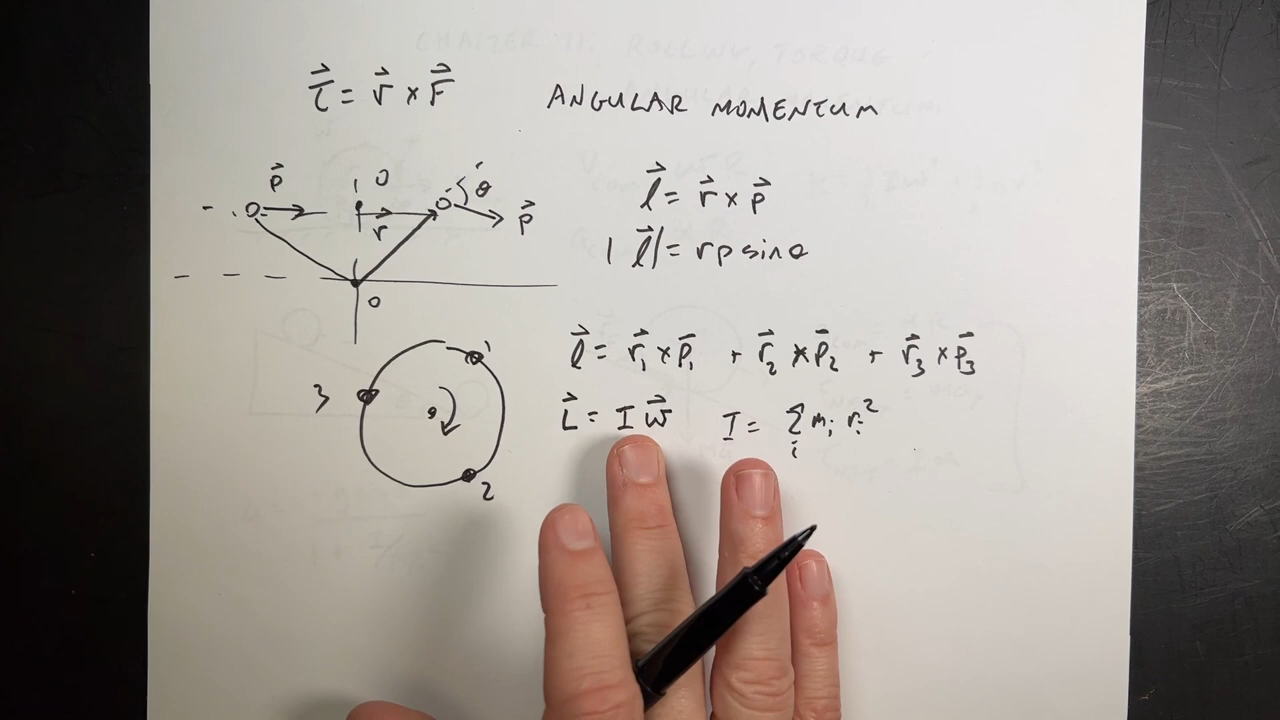 τ⃗ = r⃗ × F⃗
ANGULAR MOMENTUM
p⃗ O θ
r⃗ p⃗
O
l⃗ = r⃗ × p⃗
|l⃗| = rp sinθ
1
3
2
l⃗ = r⃗₁ × p⃗₁ + r⃗₂ × p⃗₂ + r⃗₃ × p⃗₃
L⃗ = I w⃗ I = Σᵢ mᵢ rᵢ²